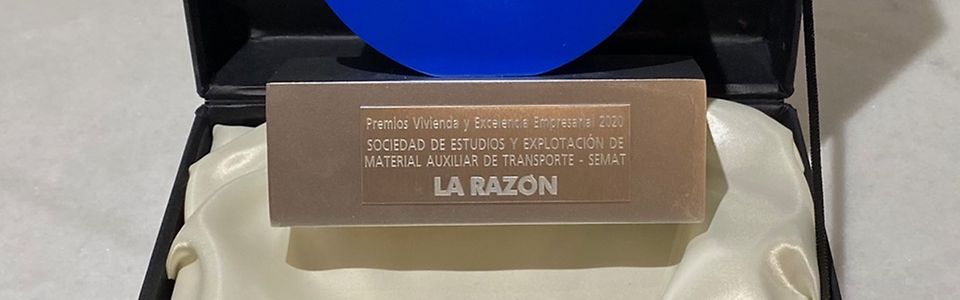 Premios Vivienda y Excelencia Empresarial 2020
SOCIEDAD DE ESTUDIOS Y EXPLOTACIÓN DE
MATERIAL AUXILIAR DE TRANSPORTE - SEMAT
LA RAZÓN